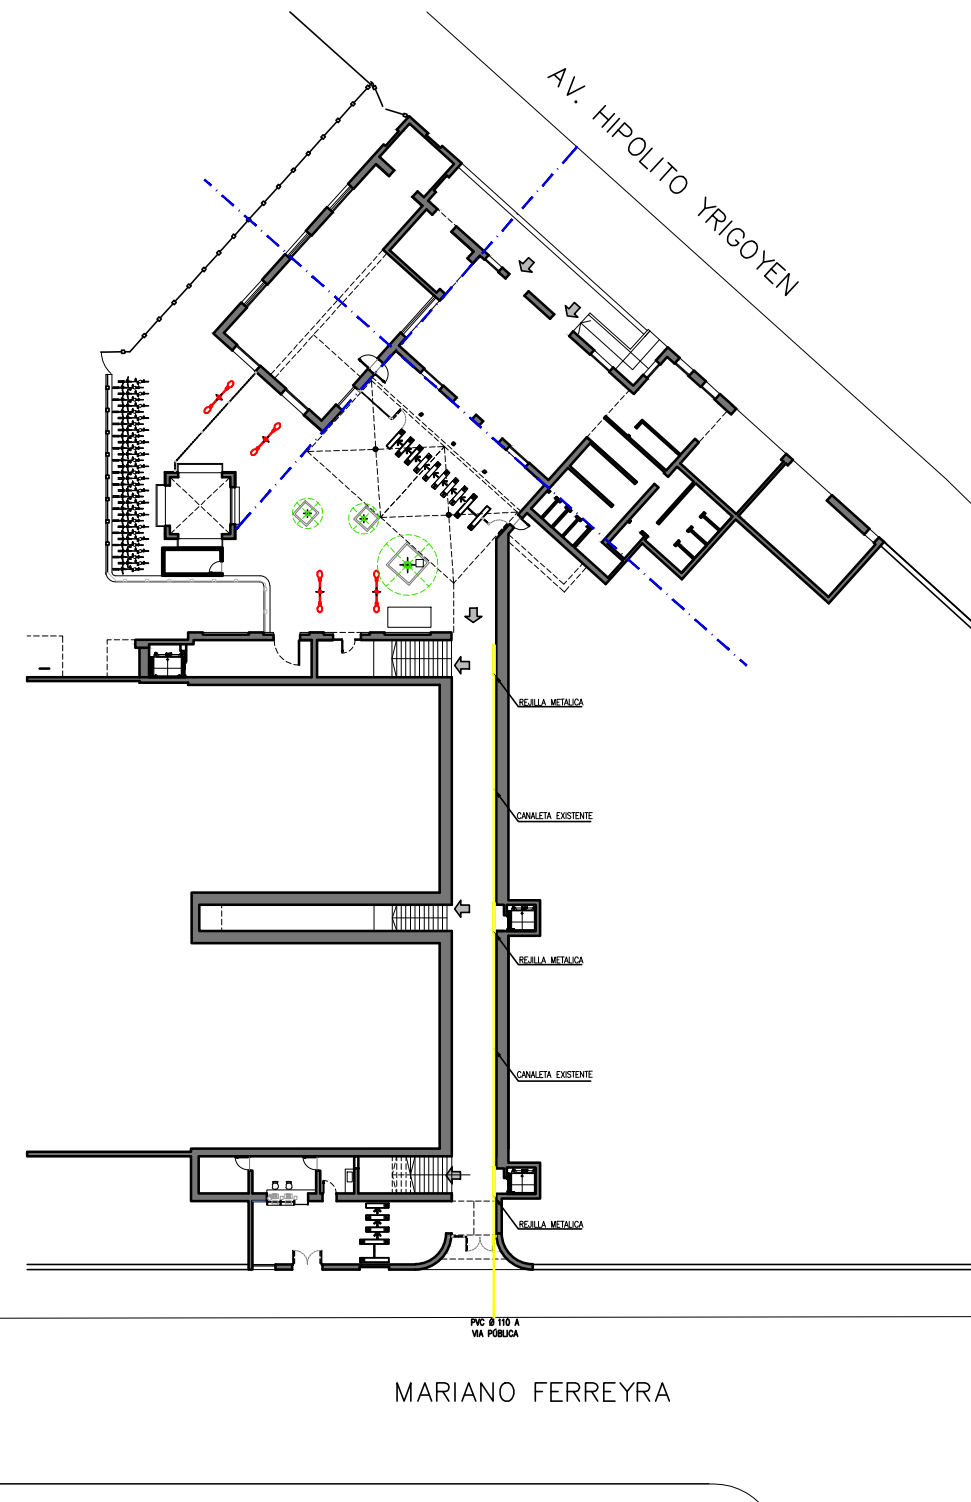 AV. HIPOLITO YRIGOYEN
REJILLA METALICA
CANALETA EXISTENTE
REJILLA METALICA
CANALETA EXISTENTE
REJILLA METALICA
PVC Ø 110 A
VIA PÚBLICA
MARIANO FERREYRA